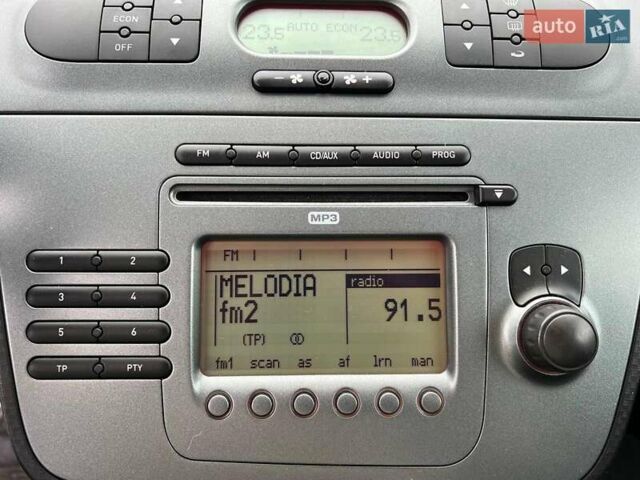 auto RIA .com
ECON
OFF
23.5 AUTO ECON 23.5
- +
FM AM CD/AUX AUDIO PROG
MP3
1 2
3 4
5 6
TP PTY
FM
MELODIA radio
fm2 91.5
(TP)
fm1 scan as af lrn man